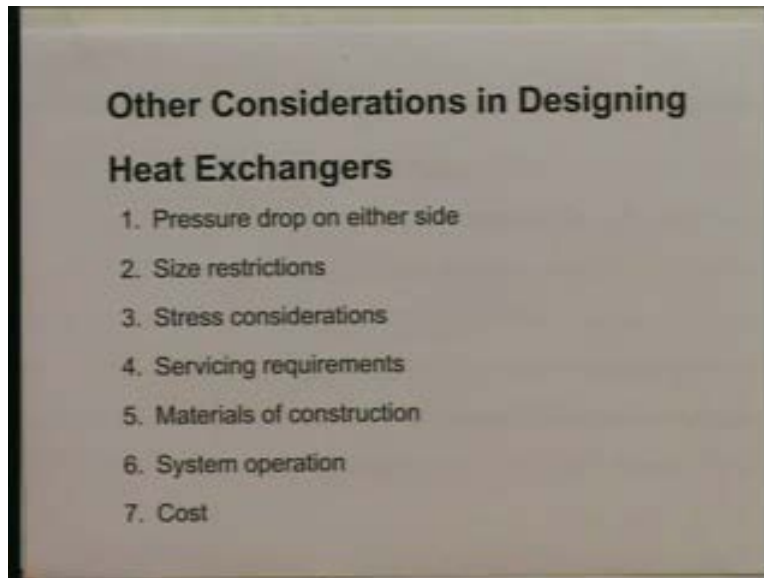 Other Considerations in Designing
Heat Exchangers
1. Pressure drop on either side
2. Size restrictions
3. Stress considerations
4. Servicing requirements
5. Materials of construction
6. System operation
7. Cost